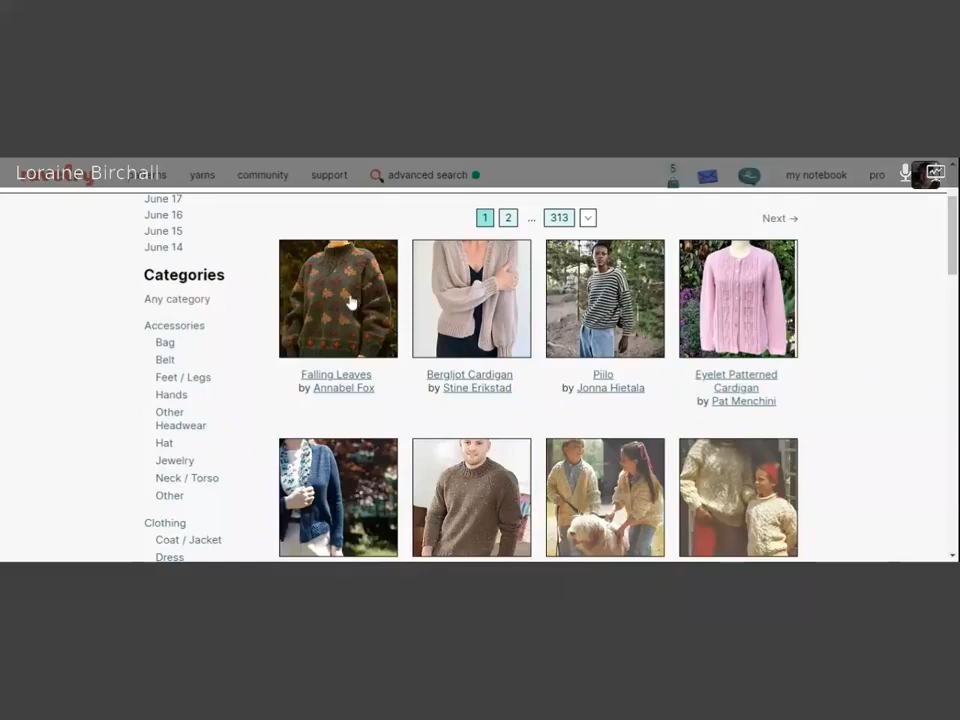 Loraine Birchall
yarns
community
support
advanced search
5
my notebook
pro
June 17
June 16
June 15
June 14
1
2
...
313
Next →
Categories
Any category
Accessories
Bag
Belt
Feet / Legs
Hands
Other
Headwear
Hat
Jewelry
Neck / Torso
Other
Clothing
Coat / Jacket
Dress
Falling Leaves
by Annabel Fox
Bergljot Cardigan
by Stine Erikstad
Piilo
by Jonna Hietala
Eyelet Patterned
Cardigan
by Pat Menchini